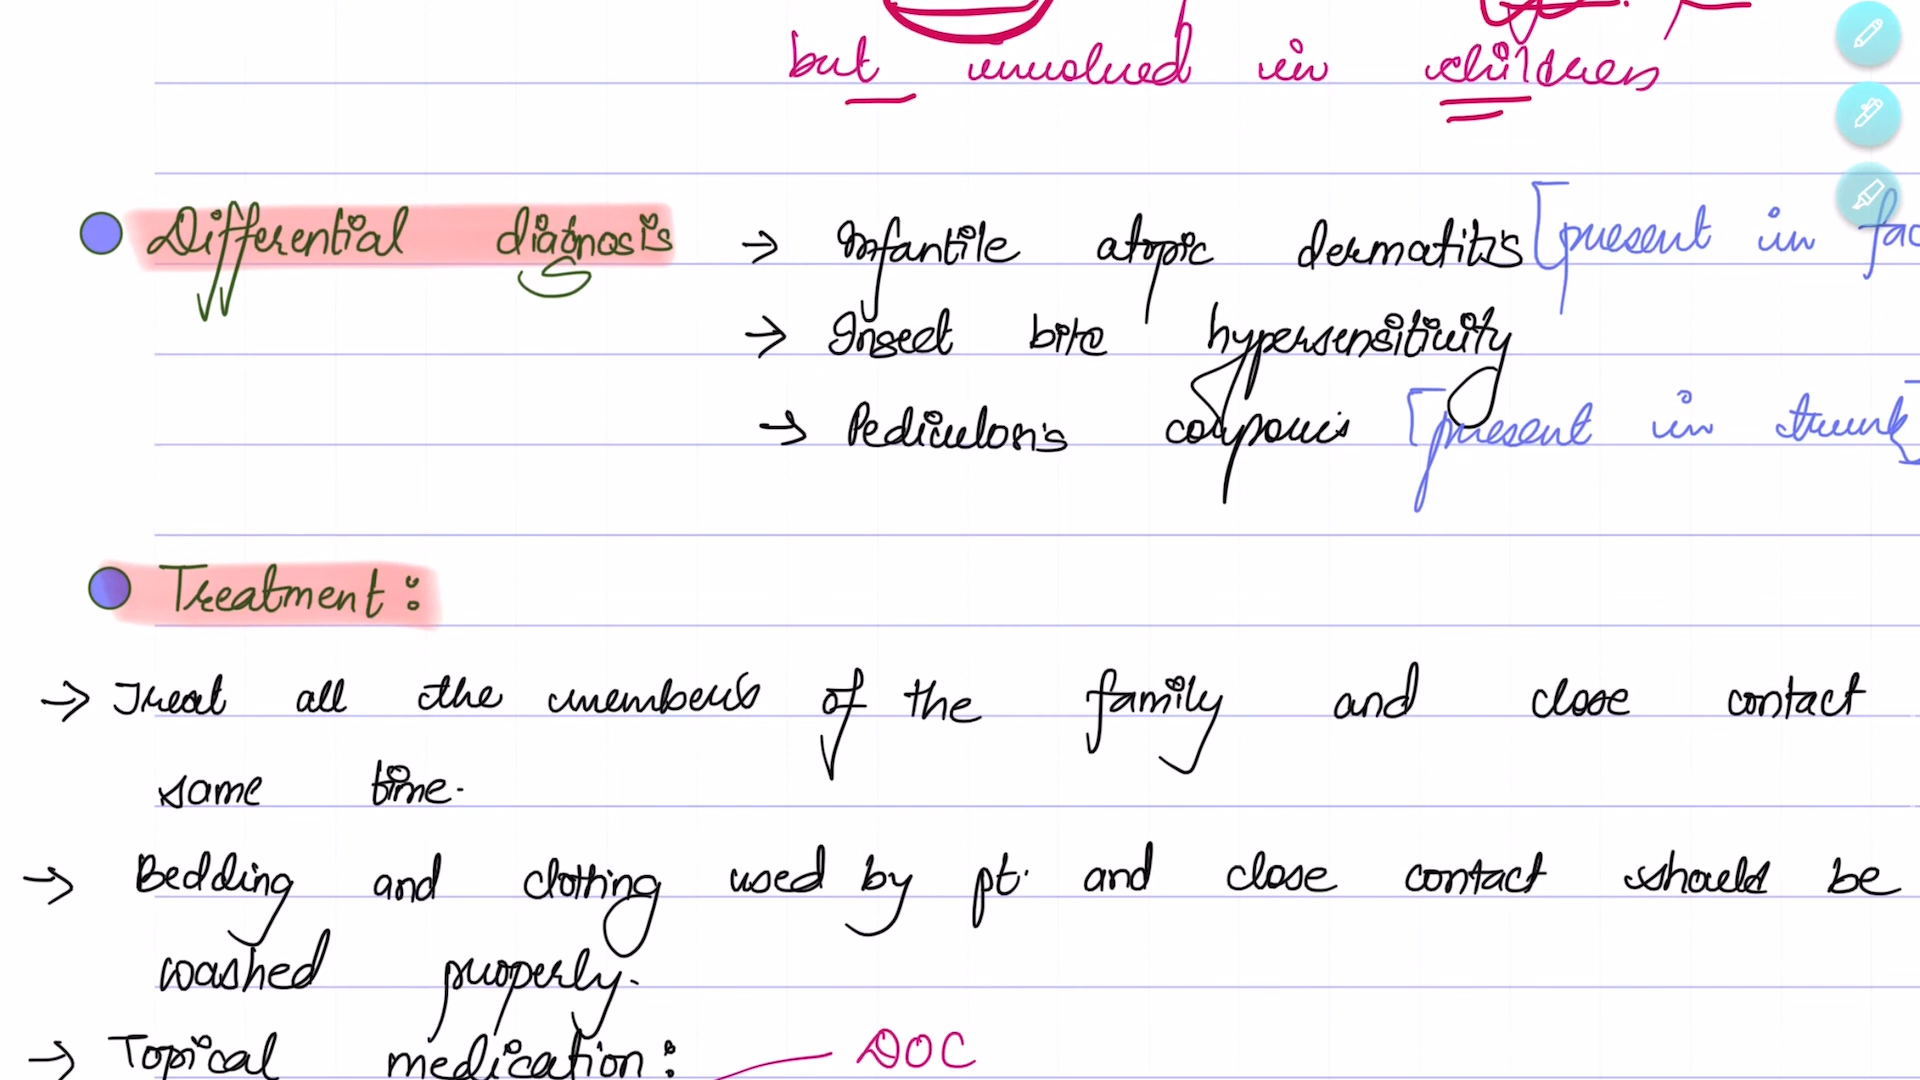 but involved in children
Differential diagnosis → Infantile atopic dermatitis [present in fac
→ Insect bite hypersensitivity
→ Pediculosis corporis [present in trunk]
Treatment:
→ Treat all the members of the family and close contact
same time.
→ Bedding and clothing used by pt. and close contact should be
washed properly.
→ Topical medication: DOC